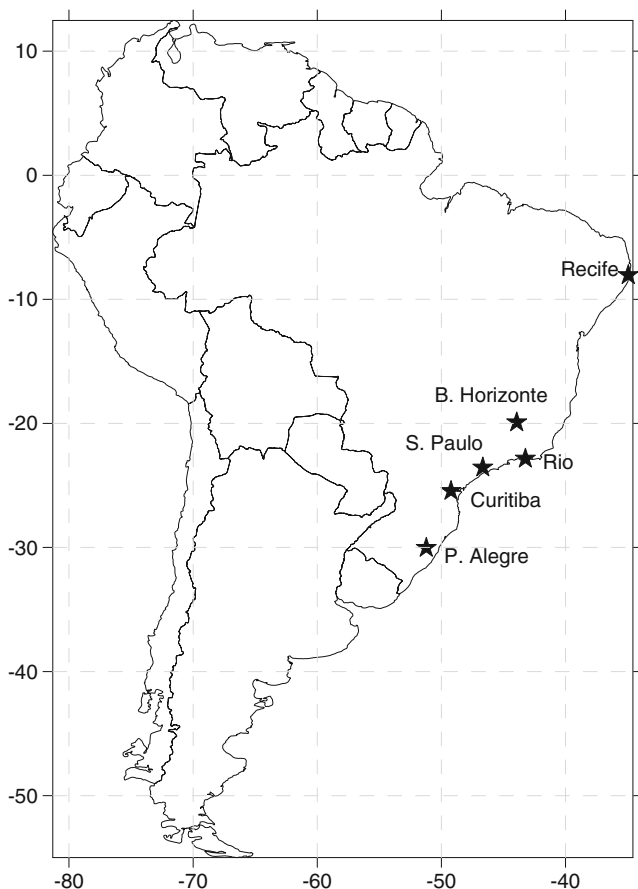 10
0
Recife
-10
B. Horizonte
-20
S. Paulo
Rio
Curitiba
-30
P. Alegre
-40
-50
-80 -70 -60 -50 -40